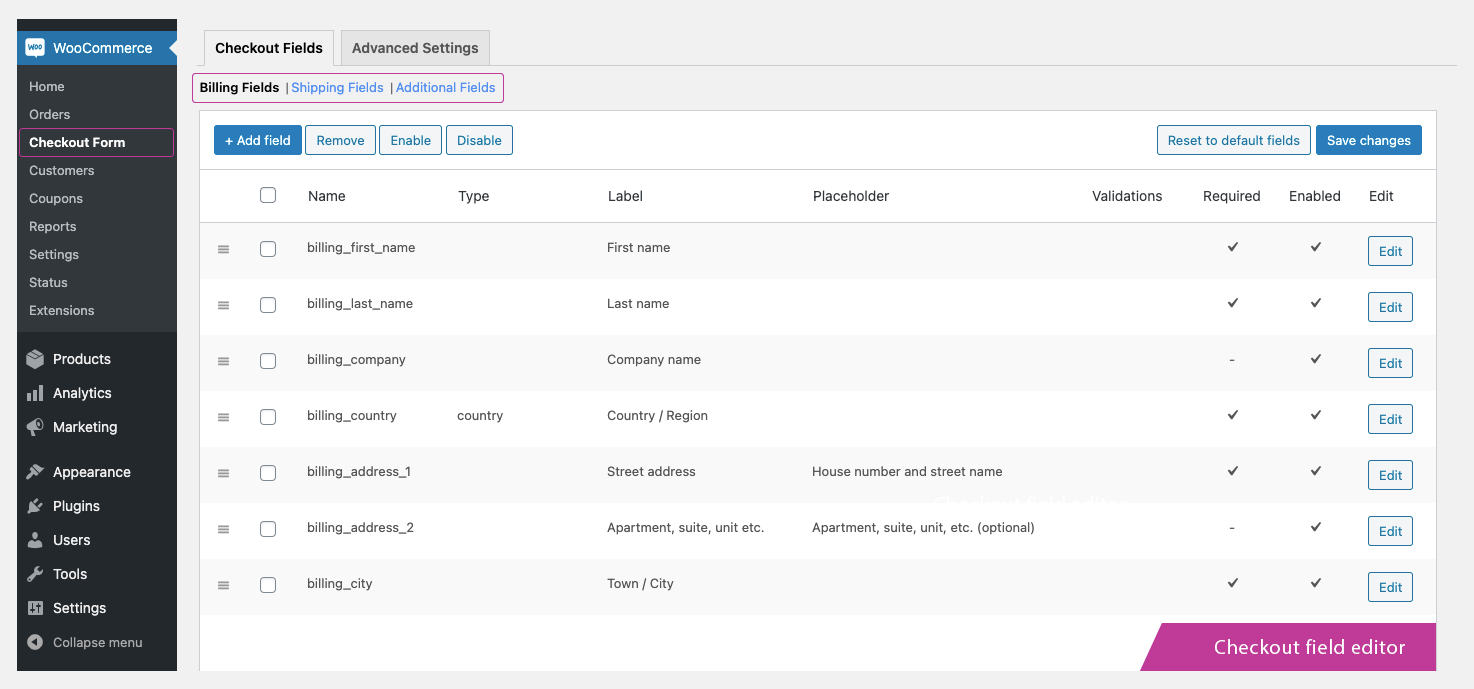 WOO WooCommerce
Home
Orders
Checkout Form
Customers
Coupons
Reports
Settings
Status
Extensions
Products
Analytics
Marketing
Appearance
Plugins
Users
Tools
Settings
Collapse menu
Checkout Fields Advanced Settings
Billing Fields | Shipping Fields | Additional Fields
+ Add field Remove Enable Disable Reset to default fields Save changes
Name Type Label Placeholder Validations Required Enabled Edit
billing_first_name First name ✔ ✔ Edit
billing_last_name Last name ✔ ✔ Edit
billing_company Company name - ✔ Edit
billing_country country Country / Region ✔ ✔ Edit
billing_address_1 Street address House number and street name ✔ ✔ Edit
Checkout field editor
billing_address_2 Apartment, suite, unit etc. Apartment, suite, unit, etc. (optional) - ✔ Edit
billing_city Town / City ✔ ✔ Edit
Checkout field editor